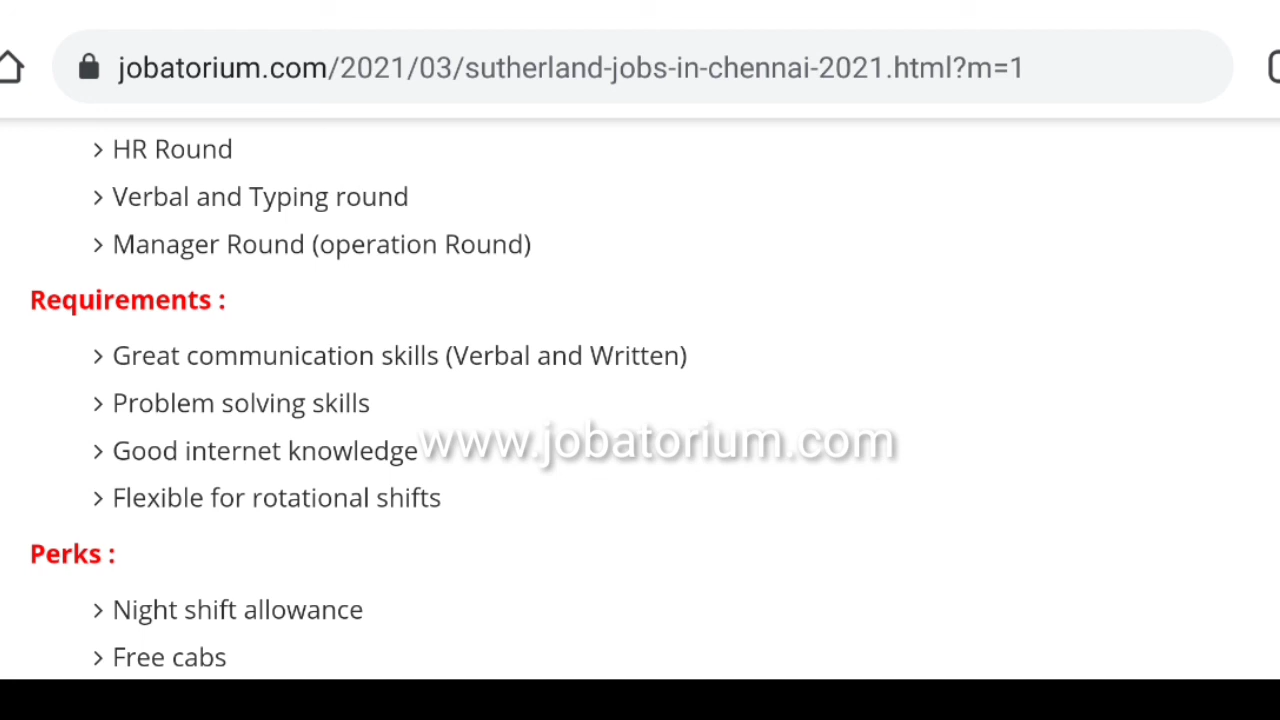 jobatorium.com/2021/03/sutherland-jobs-in-chennai-2021.html?m=1
> HR Round
> Verbal and Typing round
> Manager Round (operation Round)
Requirements :
> Great communication skills (Verbal and Written)
> Problem solving skills
www.jobatorium.com
> Good internet knowledge
> Flexible for rotational shifts
Perks :
> Night shift allowance
> Free cabs